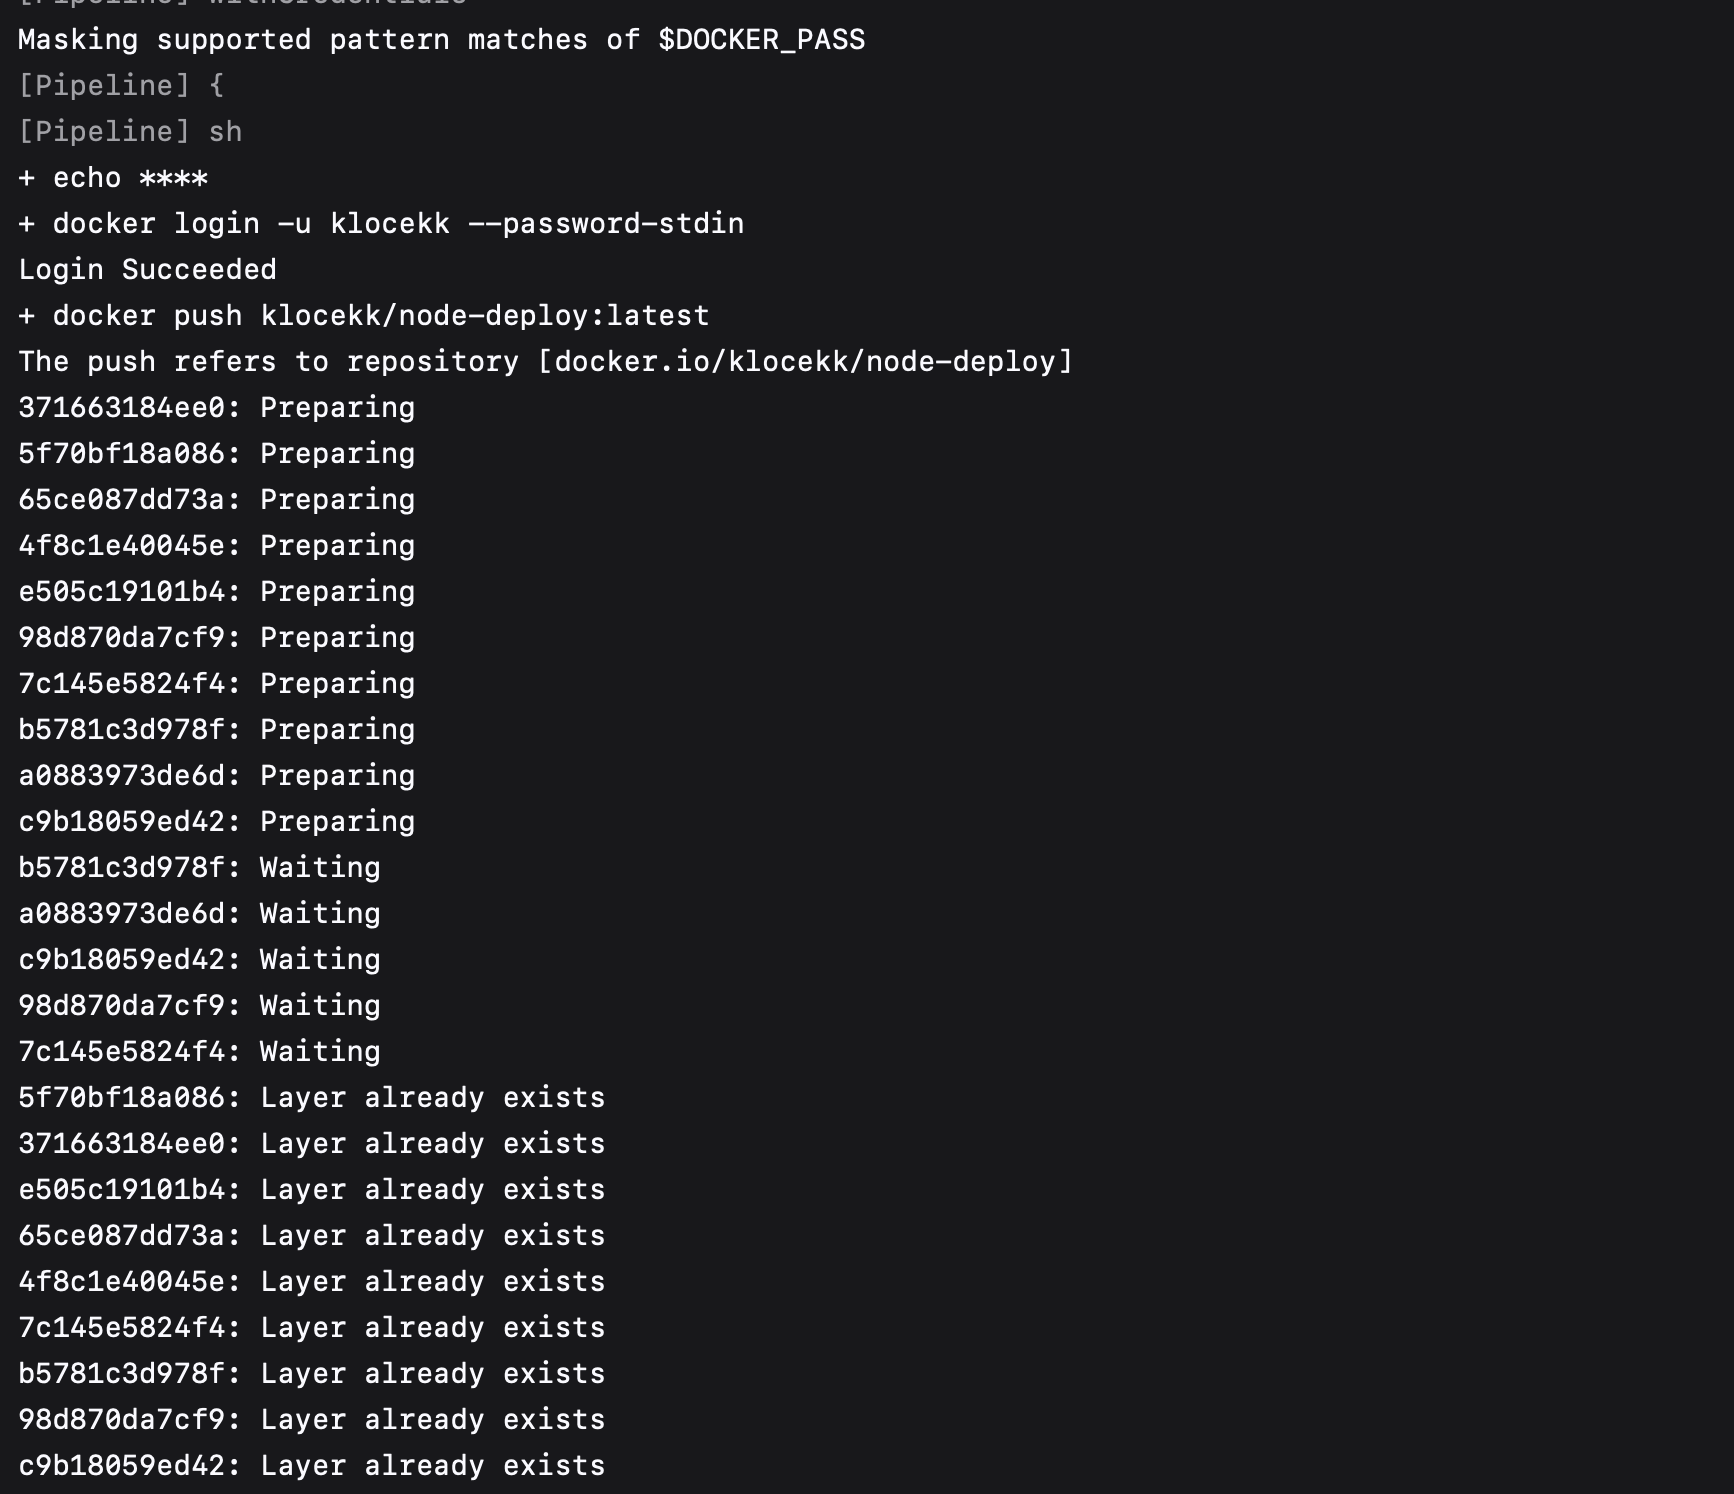 [Pipeline] withCredentials
Masking supported pattern matches of $DOCKER_PASS
[Pipeline] {
[Pipeline] sh
+ echo ****
+ docker login -u klocekk --password-stdin
Login Succeeded
+ docker push klocekk/node-deploy:latest
The push refers to repository [docker.io/klocekk/node-deploy]
371663184ee0: Preparing
5f70bf18a086: Preparing
65ce087dd73a: Preparing
4f8c1e40045e: Preparing
e505c19101b4: Preparing
98d870da7cf9: Preparing
7c145e5824f4: Preparing
b5781c3d978f: Preparing
a0883973de6d: Preparing
c9b18059ed42: Preparing
b5781c3d978f: Waiting
a0883973de6d: Waiting
c9b18059ed42: Waiting
98d870da7cf9: Waiting
7c145e5824f4: Waiting
5f70bf18a086: Layer already exists
371663184ee0: Layer already exists
e505c19101b4: Layer already exists
65ce087dd73a: Layer already exists
4f8c1e40045e: Layer already exists
7c145e5824f4: Layer already exists
b5781c3d978f: Layer already exists
98d870da7cf9: Layer already exists
c9b18059ed42: Layer already exists